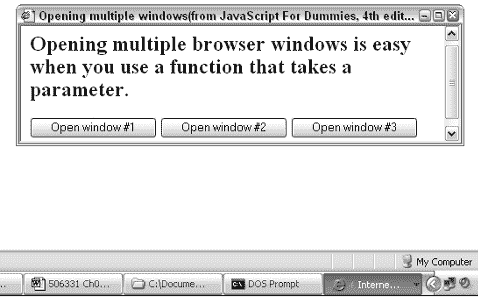 Opening multiple windows(from JavaScript For Dummies, 4th edit...
Opening multiple browser windows is easy
when you use a function that takes a
parameter.
Open window #1 Open window #2 Open window #3
My Computer
... 506331 Ch0... C:\Docume... DOS Prompt Interne...